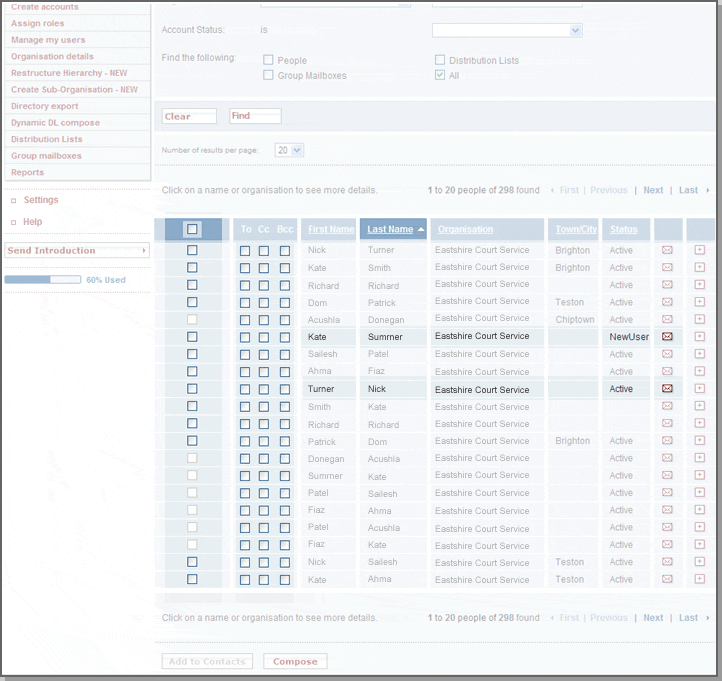 Create accounts
Assign roles
Manage my users
Organisation details
Restructure Hierarchy - NEW
Create Sub-Organisation - NEW
Directory export
Dynamic DL compose
Distribution Lists
Group mailboxes
Reports
Settings
Help
Send Introduction
60% Used
Account Status: is
Find the following: People Distribution Lists
Group Mailboxes All
Clear Find
Number of results per page: 20
Click on a name or organisation to see more details. 1 to 20 people of 298 found First | Previous | Next | Last
To Cc Bcc First Name Last Name Organisation Town/City Status
Nick Turner Eastshire Court Service Brighton Active
Kate Smith Eastshire Court Service Brighton Active
Richard Richard Eastshire Court Service Active
Dom Patrick Eastshire Court Service Teston Active
Acushla Donegan Eastshire Court Service Chiptown Active
Kate Sumrner Eastshire Court Service NewUser
Sailesh Patel Eastshire Court Service Active
Ahma Fiaz Eastshire Court Service Active
Turner Nick Eastshire Court Service Active
Smith Kate Eastshire Court Service
Richard Richard Eastshire Court Service
Patrick Dom Eastshire Court Service Brighton Active
Donegan Acushla Eastshire Court Service Active
Summer Kate Eastshire Court Service Active
Patel Sailesh Eastshire Court Service Active
Fiaz Ahma Eastshire Court Service Active
Patel Acushla Eastshire Court Service Active
Fiaz Kate Eastshire Court Service Active
Nick Sailesh Eastshire Court Service Teston Active
Kate Ahma Eastshire Court Service Teston Active
Click on a name or organisation to see more details. 1 to 20 people of 298 found First | Previous | Next | Last
Add to Contacts Compose